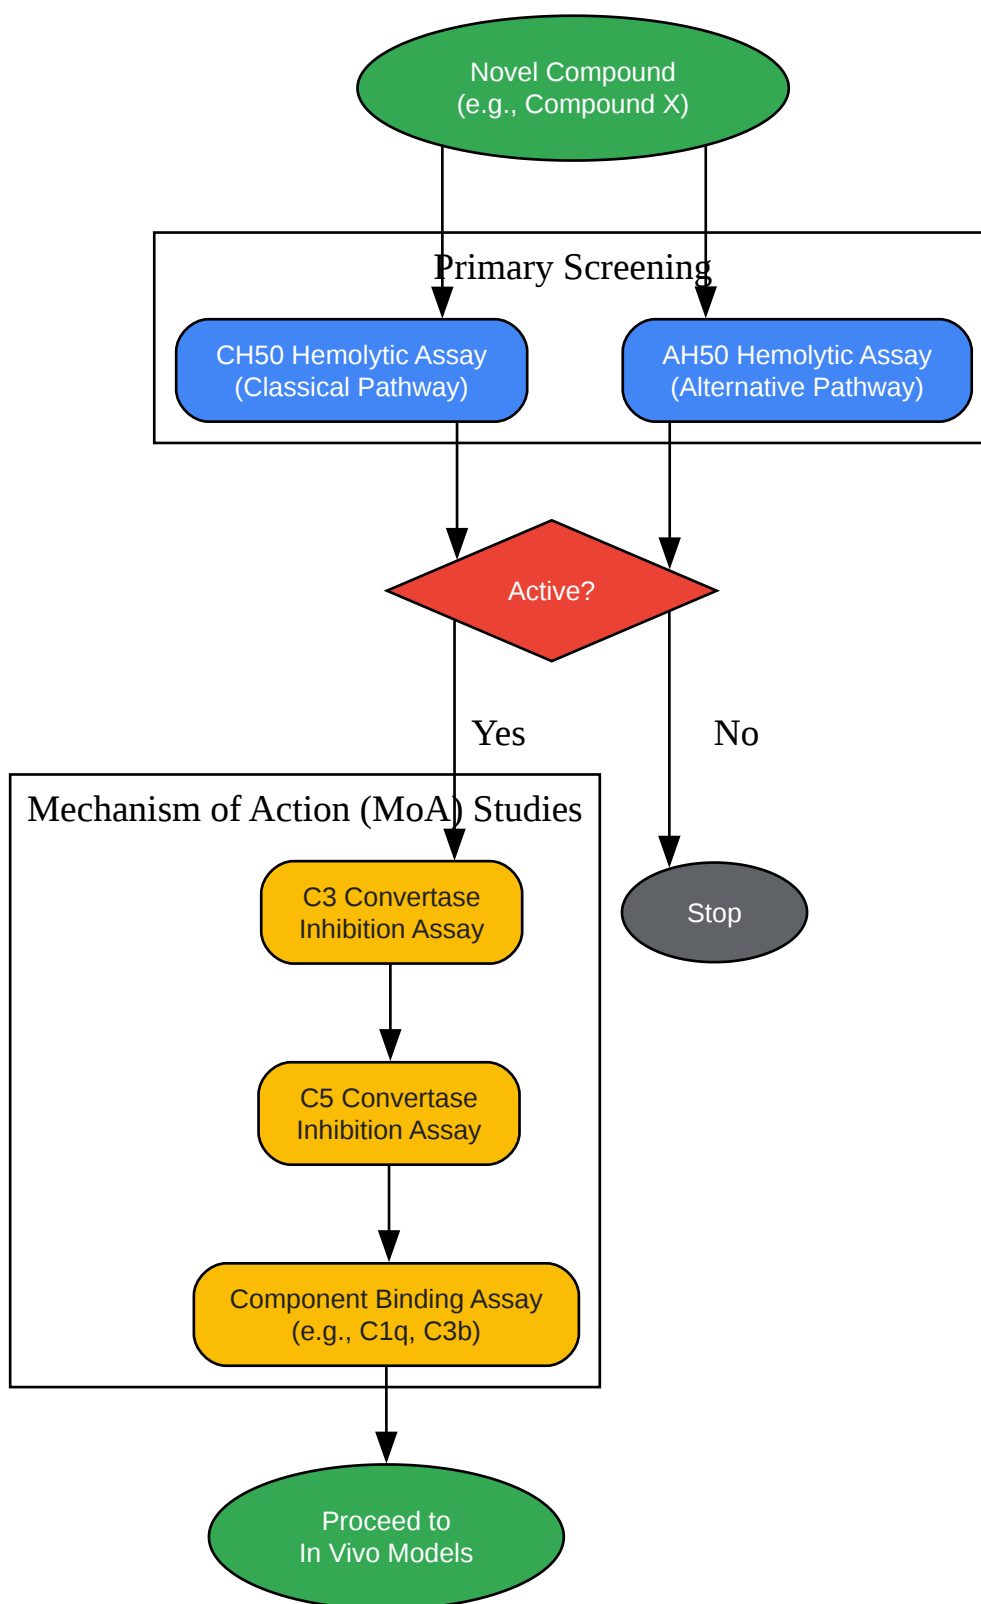 Novel Compound
(e.g., Compound X)
Primary Screening
CH50 Hemolytic Assay
(Classical Pathway)
AH50 Hemolytic Assay
(Alternative Pathway)
Active?
Yes
No
Mechanism of Action (MoA) Studies
C3 Convertase
Inhibition Assay
Stop
C5 Convertase
Inhibition Assay
Component Binding Assay
(e.g., C1q, C3b)
Proceed to
In Vivo Models